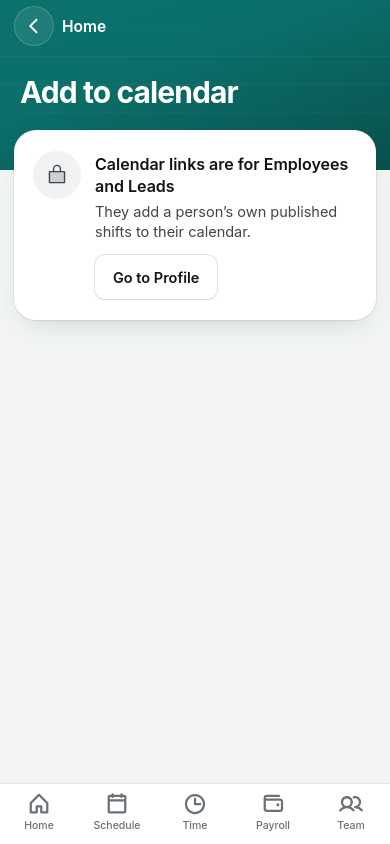 Home
Add to calendar
Calendar links are for Employees
and Leads
They add a person’s own published
shifts to their calendar.
Go to Profile
Home
Schedule
Time
Payroll
Team